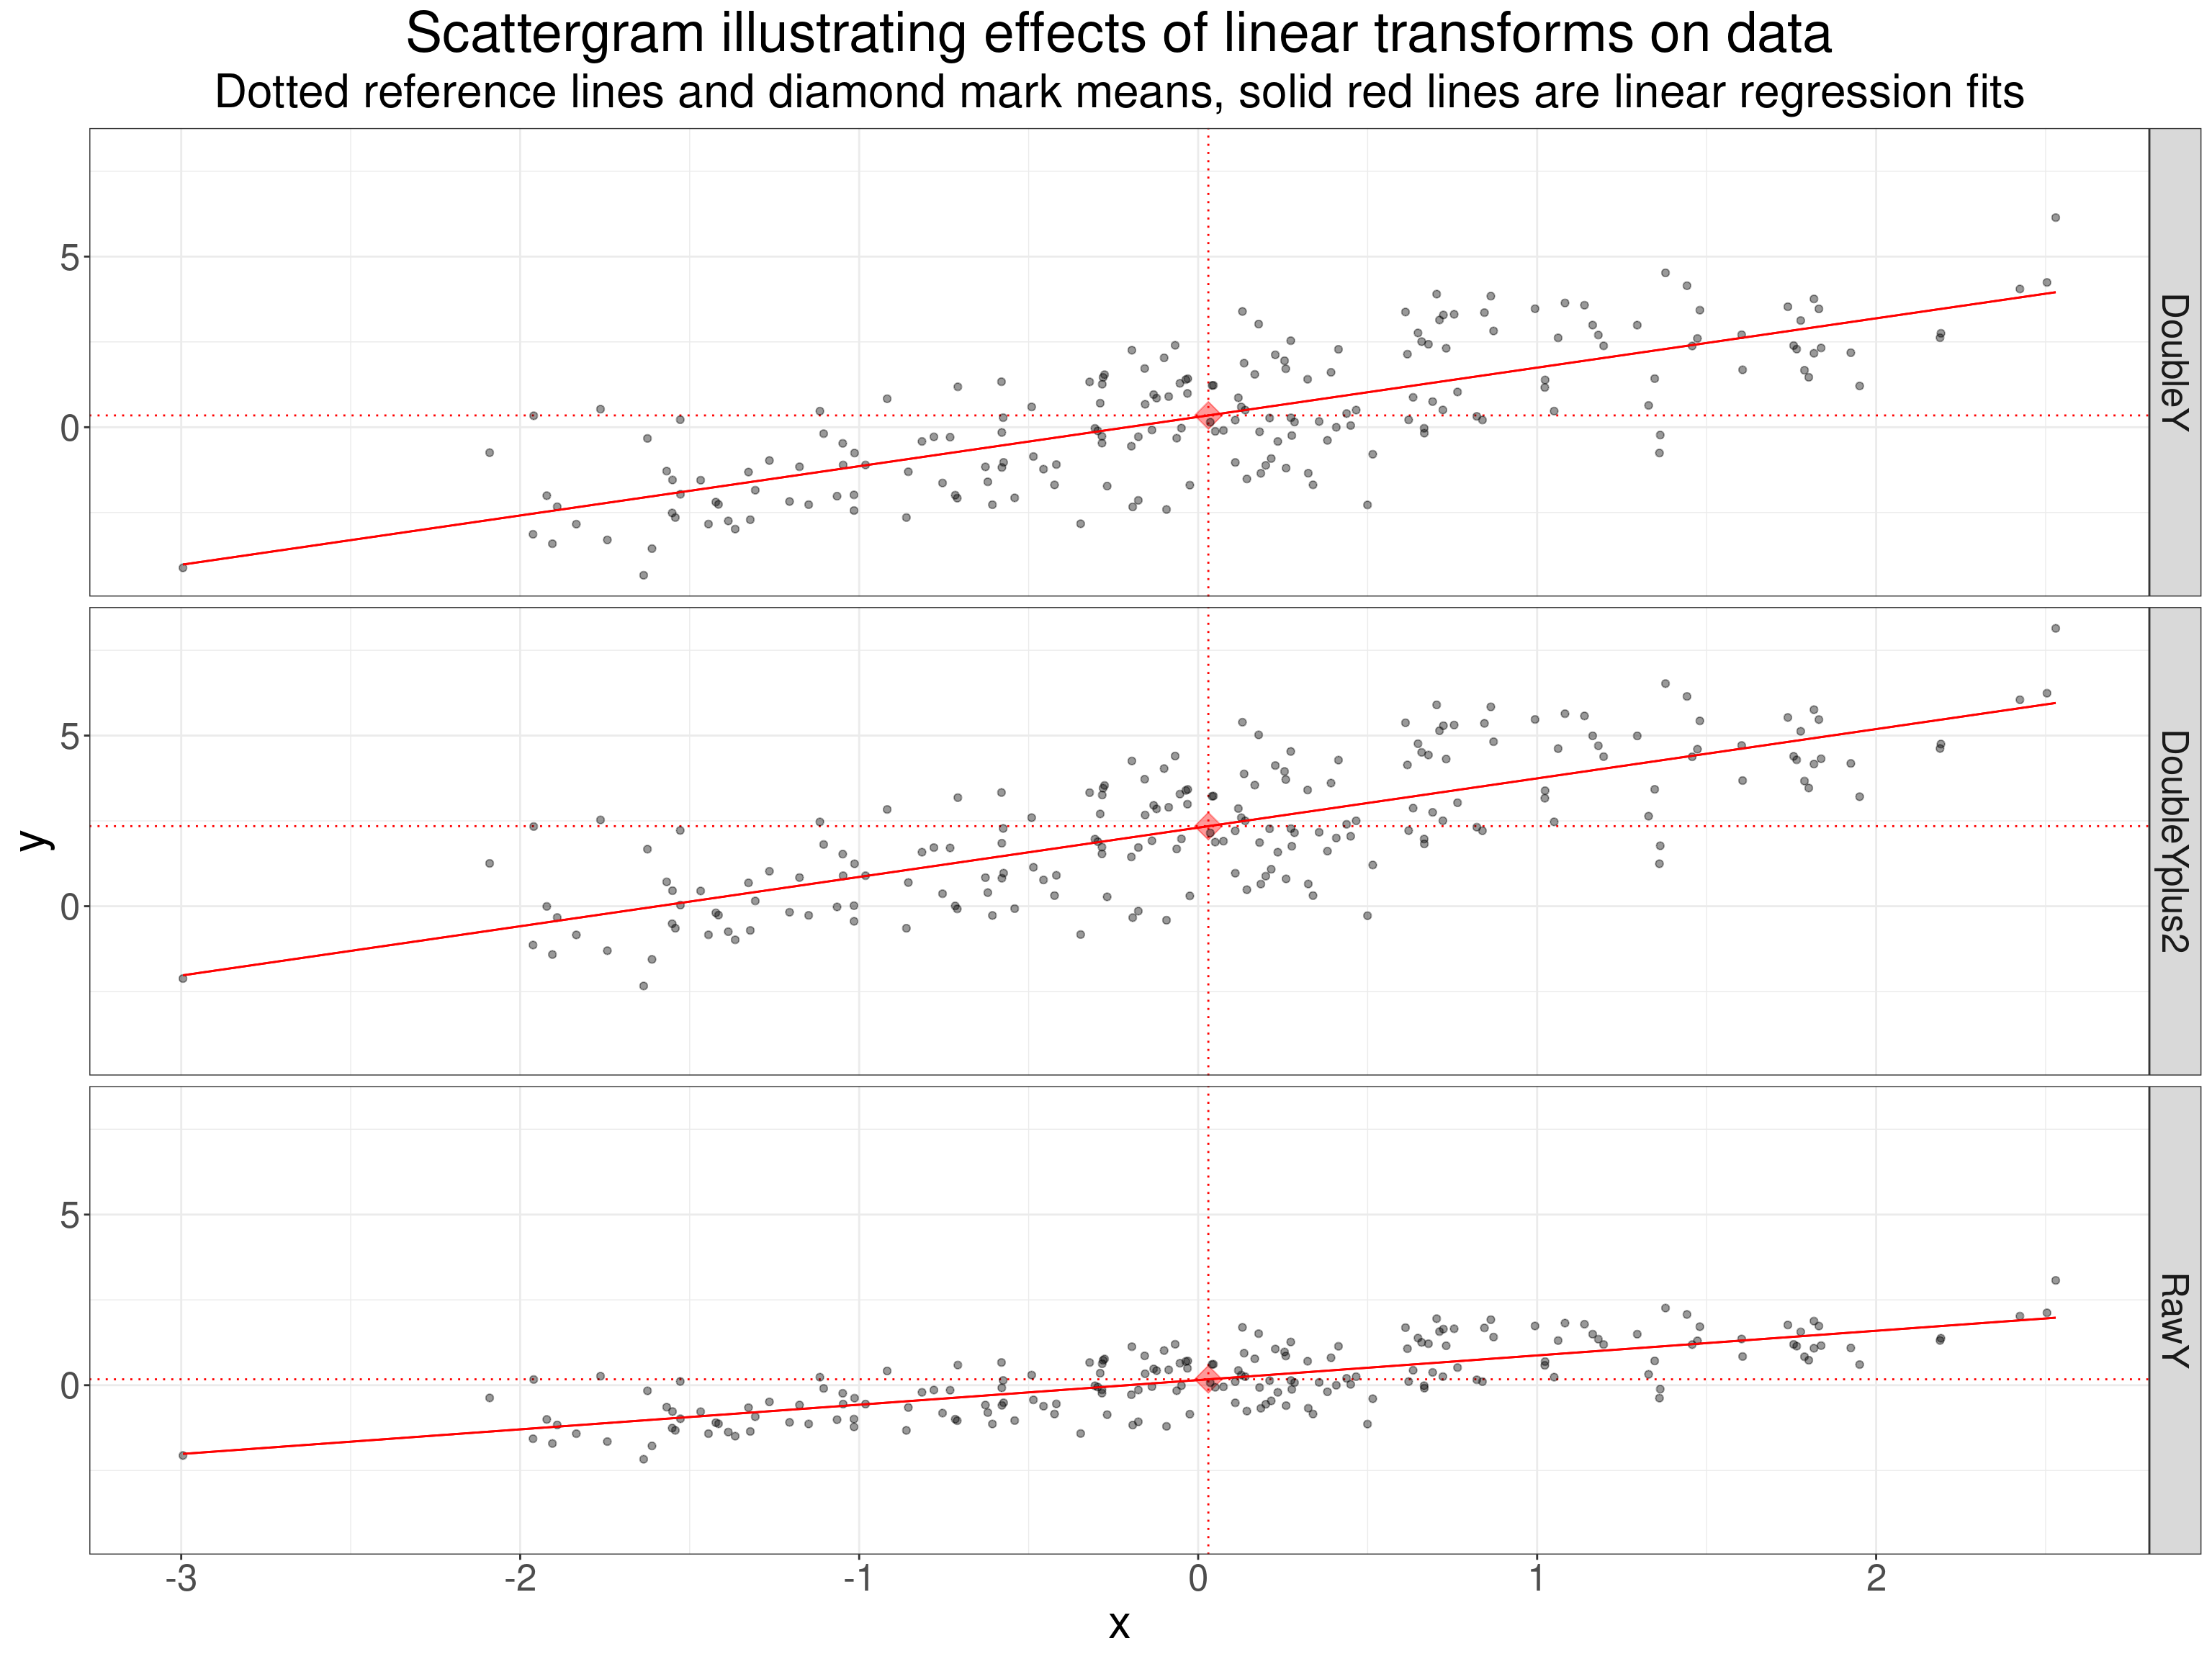 Scattergram illustrating effects of linear transforms on data
Dotted reference lines and diamond mark means, solid red lines are linear regression fits
5
0
DoubleY
5
0
DoubleYplus2
y
5
0
RawY
-3
-2
-1
0
1
2
x